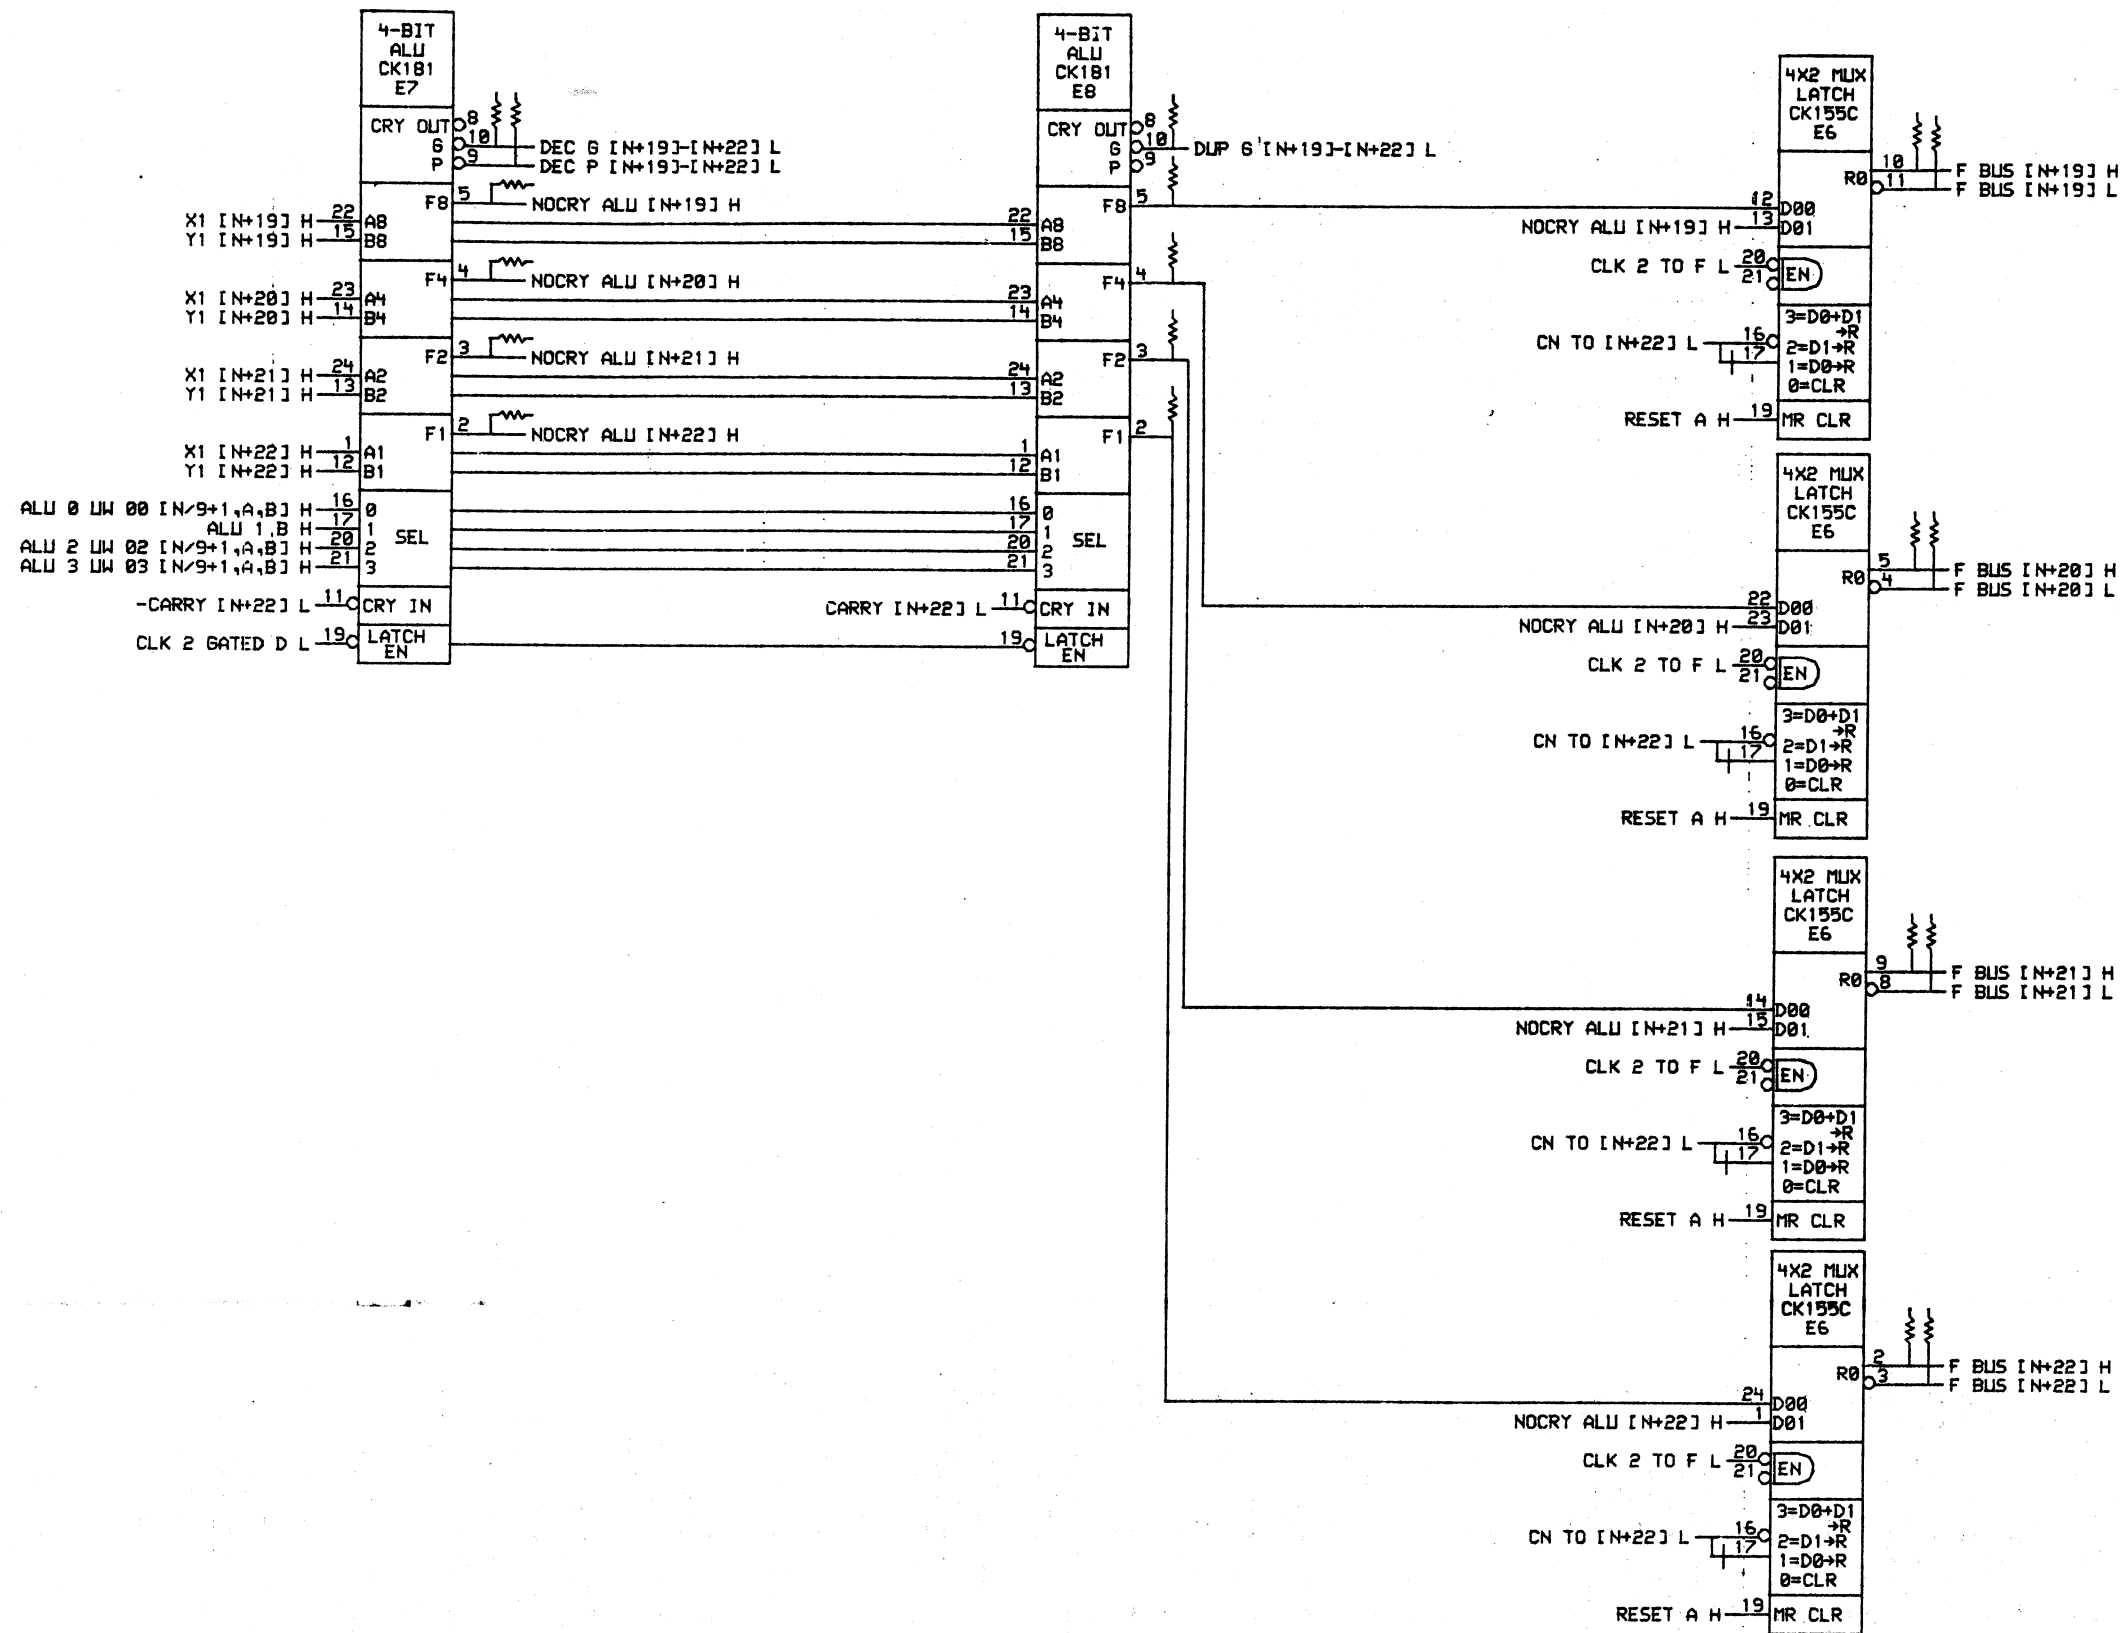 4-BIT
ALU
CK181
E7
CRY OUT 8
G 10 DEC G [N+19]-[N+22] L
P 9 DEC P [N+19]-[N+22] L
F8 5 NOCRY ALU [N+19] H
X1 [N+19] H 22 A8
Y1 [N+19] H 15 B8
F4 4 NOCRY ALU [N+20] H
X1 [N+20] H 23 A4
Y1 [N+20] H 14 B4
F2 3 NOCRY ALU [N+21] H
X1 [N+21] H 24 A2
Y1 [N+21] H 13 B2
F1 2 NOCRY ALU [N+22] H
X1 [N+22] H 1 A1
Y1 [N+22] H 12 B1
ALU 0 UW 00 [N/9+1,A,B] H 16 0
ALU 1,B H 17 1 SEL
ALU 2 UW 02 [N/9+1,A,B] H 20 2
ALU 3 UW 03 [N/9+1,A,B] H 21 3
-CARRY [N+22] L 11 CRY IN
CLK 2 GATED D L 19 LATCH
EN
4-BIT
ALU
CK181
E8
CRY OUT 8
G 10 DUP G [N+19]-[N+22] L
P 9
F8 5
22 A8
15 B8
F4 4
23 A4
14 B4
F2 3
24 A2
13 B2
F1 2
1 A1
12 B1
16 0
17 1 SEL
20 2
21 3
CARRY [N+22] L 11 CRY IN
19 LATCH
EN
4X2 MUX
LATCH
CK155C
E6
R0 10 F BUS [N+19] H
11 F BUS [N+19] L
12 D00
NOCRY ALU [N+19] H 13 D01
CLK 2 TO F L 20
21 EN
3=D0+D1
→R
CN TO [N+22] L 16 2=D1→R
17 1=D0→R
0=CLR
RESET A H 19 MR CLR
4X2 MUX
LATCH
CK155C
E6
R0 5 F BUS [N+20] H
4 F BUS [N+20] L
22 D00
NOCRY ALU [N+20] H 23 D01
CLK 2 TO F L 20
21 EN
3=D0+D1
→R
CN TO [N+22] L 16 2=D1→R
17 1=D0→R
0=CLR
RESET A H 19 MR CLR
4X2 MUX
LATCH
CK155C
E6
R0 9 F BUS [N+21] H
8 F BUS [N+21] L
14 D00
NOCRY ALU [N+21] H 15 D01
CLK 2 TO F L 20
21 EN
3=D0+D1
→R
CN TO [N+22] L 16 2=D1→R
17 1=D0→R
0=CLR
RESET A H 19 MR CLR
4X2 MUX
LATCH
CK155C
E6
R0 2 F BUS [N+22] H
3 F BUS [N+22] L
24 D00
NOCRY ALU [N+22] H 1 D01
CLK 2 TO F L 20
21 EN
3=D0+D1
→R
CN TO [N+22] L 16 2=D1→R
17 1=D0→R
0=CLR
RESET A H 19 MR CLR